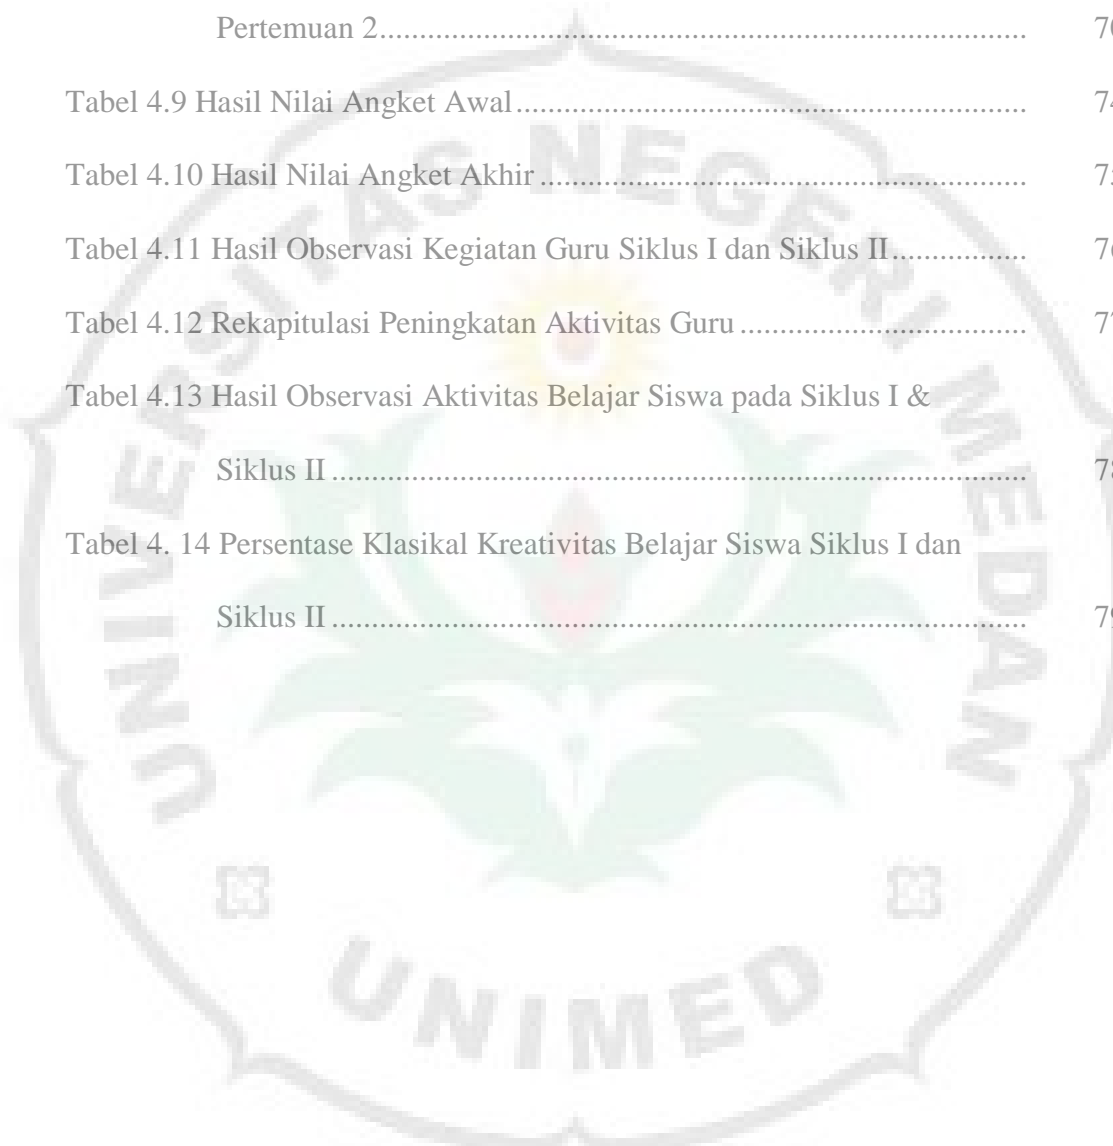 Pertemuan 2.......................................................................................
Tabel 4.9 Hasil Nilai Angket Awal.................................................................
Tabel 4.10 Hasil Nilai Angket Akhir ..............................................................
Tabel 4.11 Hasil Observasi Kegiatan Guru Siklus I dan Siklus II................. 
Tabel 4.12 Rekapitulasi Peningkatan Aktivitas Guru .................................... 77
Tabel 4.13 Hasil Observasi Aktivitas Belajar Siswa pada Siklus I &
Siklus II ......................................................................................... 
Tabel 4. 14 Persentase Klasikal Kreativitas Belajar Siswa Siklus I dan
Siklus II ......................................................................................... 79
UNIVERSITAS NEGERI MEDAN
UNIMED